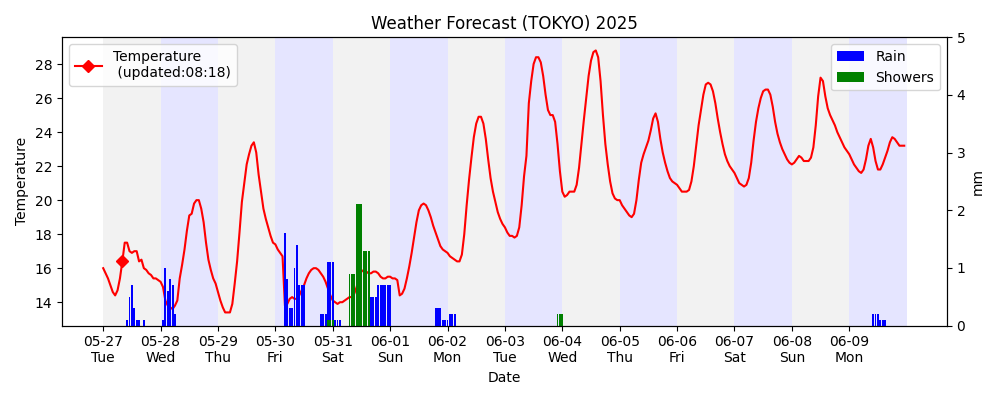 Weather Forecast (TOKYO) 2025
Temperature
(updated:08:18)
Rain
Showers
Temperature
28
26
24
22
20
18
16
14
5
4
3
2
1
0
mm
05-27 05-28 05-29 05-30 05-31 06-01 06-02 06-03 06-04 06-05 06-06 06-07 06-08 06-09
Tue Wed Thu Fri Sat Sun Mon Tue Wed Thu Fri Sat Sun Mon
Date